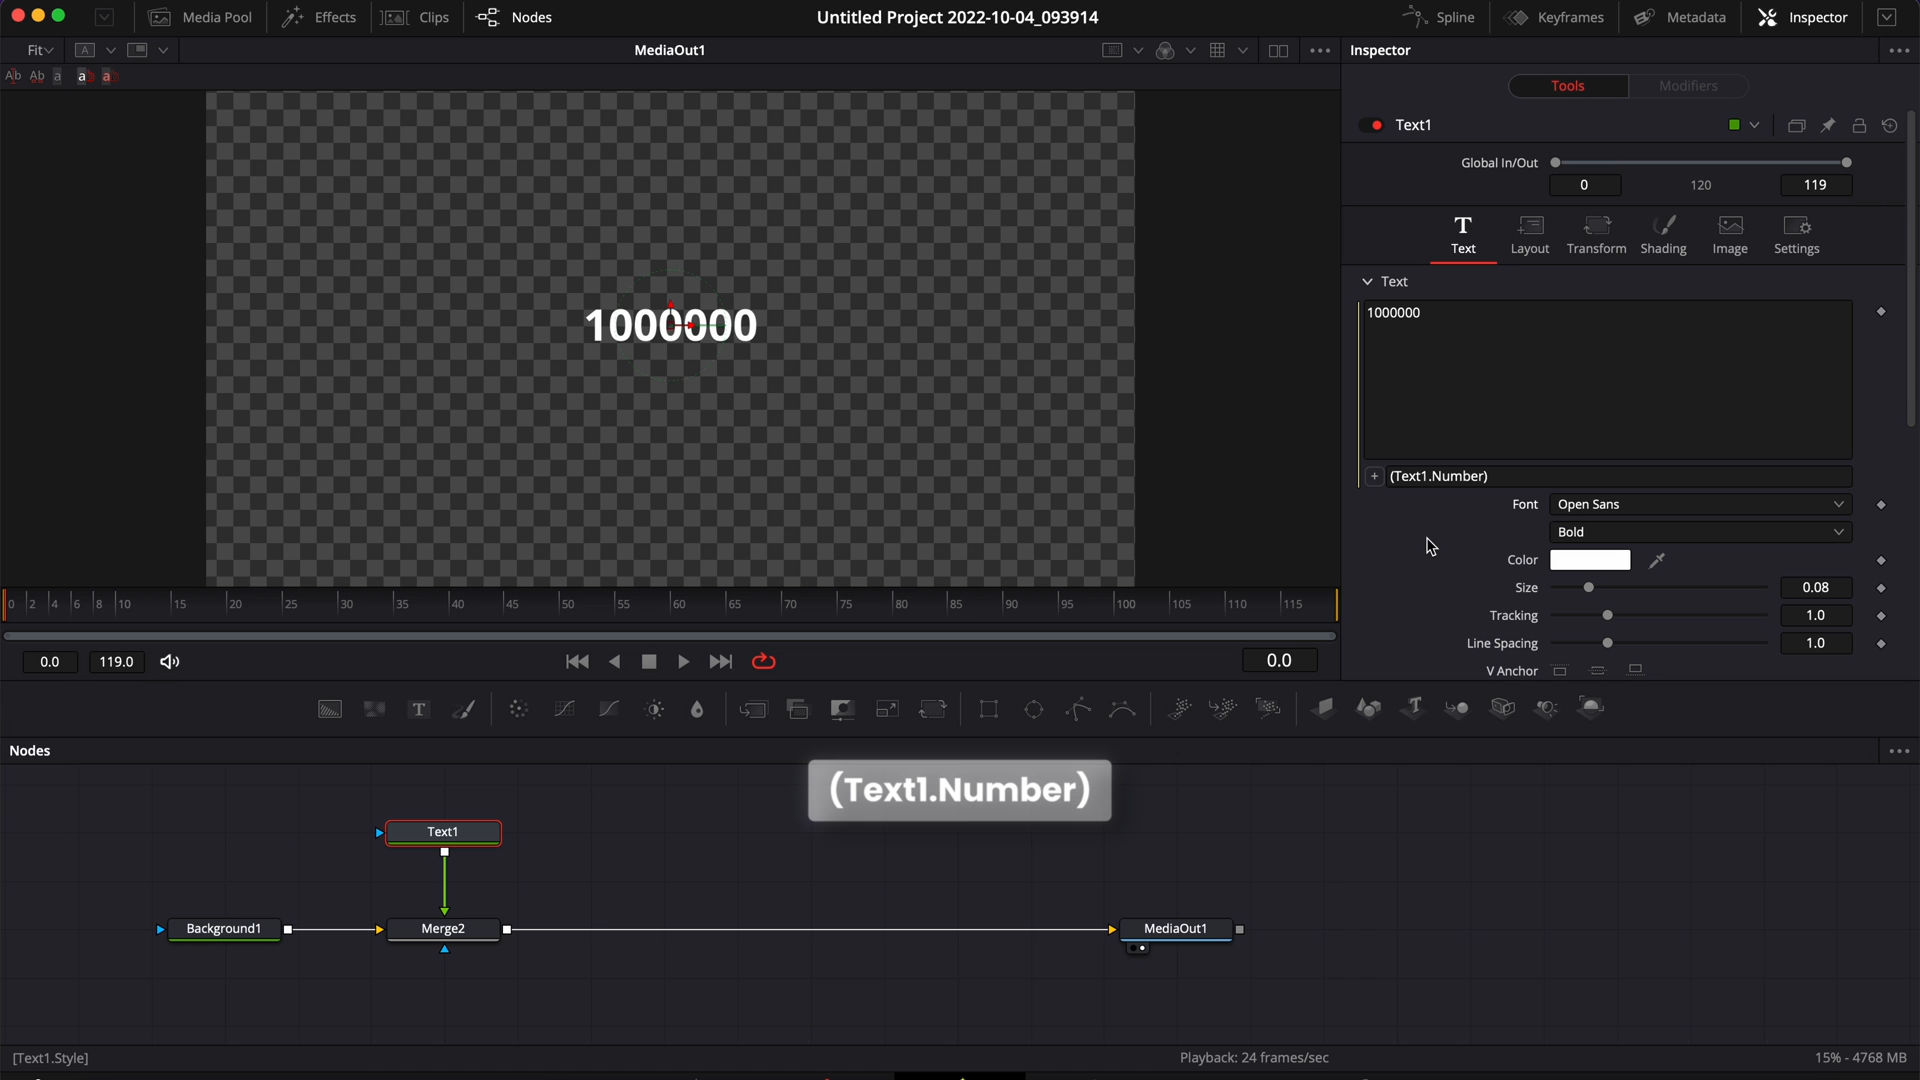 Media Pool Effects Clips Nodes Untitled Project 2022-10-04_093914 Spline Keyframes Metadata Inspector
Fit A MediaOut1 Inspector
Ab Ab a a a
Tools Modifiers
Text1
Global In/Out
0 120 119
T
Text Layout Transform Shading Image Settings
Text
1000000
1000000
(Text1.Number)
Font Open Sans
Bold
Color
Size 0.08
Tracking 1.0
Line Spacing 1.0
V Anchor
0 2 4 6 8 10 15 20 25 30 35 40 45 50 55 60 65 70 75 80 85 90 95 100 105 110 115
0.0 119.0 0.0
T T
Nodes
(Text1.Number)
Text1
Background1 Merge2 MediaOut1
[Text1.Style] Playback: 24 frames/sec 15% - 4768 MB